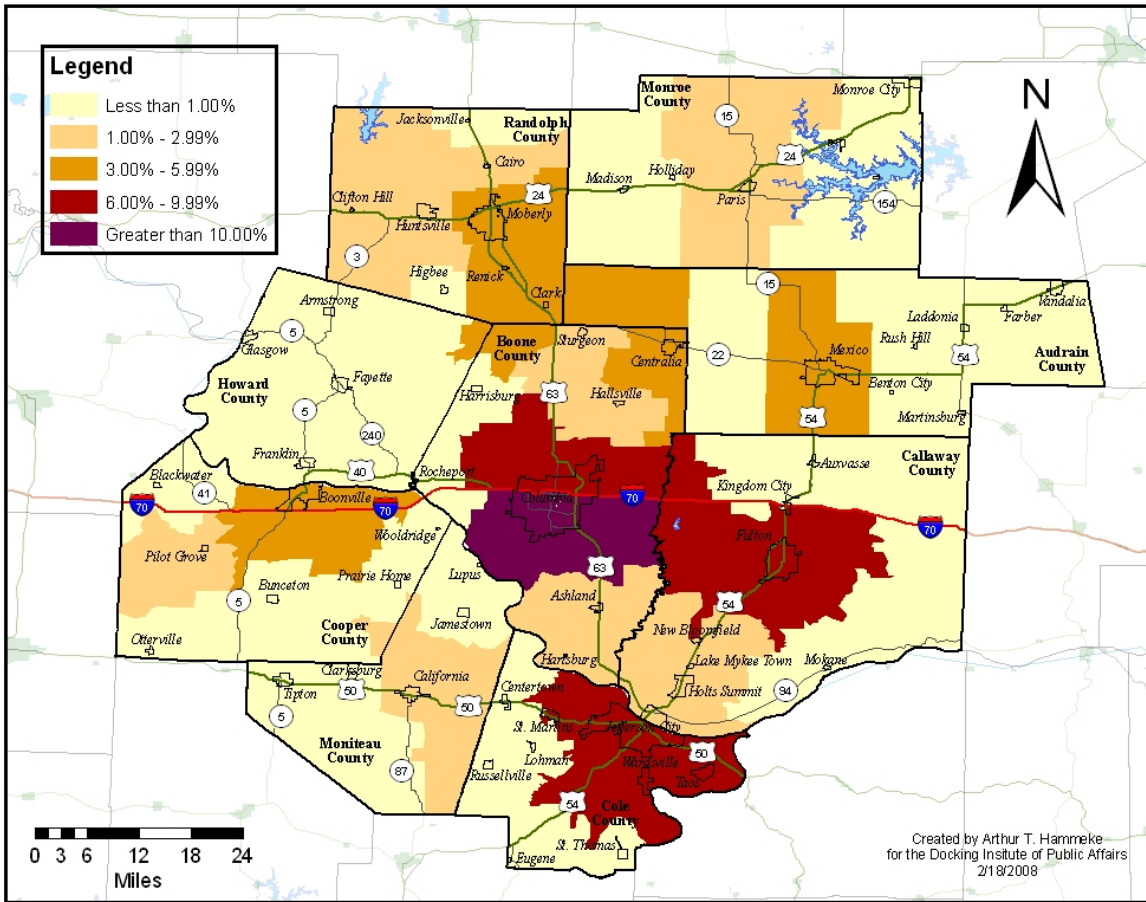 Legend
Less than 1.00%
1.00% - 2.99%
3.00% - 5.99%
6.00% - 9.99%
Greater than 10.00%
N
Monroe County
Monroe City
15
24
Holliday
Madison
Paris
154
Randolph County
Jacksonville
Cairo
24
Clifton Hill
Huntsville
Moberly
3
Higbee
Renick
Clark
Armstrong
5
Glasgow
Howard County
Fayette
5
240
Franklin
40
Rocheport
Boone County
Sturgeon
Centralia
63
Harrisburg
Hallsville
22
15
Mexico
Rush Hill
Laddonia
Farber
Vandalia
54
Audrain County
Benton City
54
Martinsburg
Auxvasse
Callaway County
Kingdom City
Blackwater
41
70
Boonville
70
Columbia
70
70
Wooldridge
Fulton
Pilot Grove
Bunceton
Prairie Home
Lupus
63
5
Jamestown
Ashland
54
New Bloomfield
Cooper County
Otterville
Hartsburg
Lake Mykee Town
Mokane
Holts Summit
94
Clarksburg
Tipton
50
California
50
Centertown
5
St. Martins
Jefferson City
50
Moniteau County
Lohman
Wardsville
Taos
87
Russellville
54
Cole County
St. Thomas
Eugene
0 3 6 12 18 24
Miles
Created by Arthur T. Hammeke
for the Docking Insitute of Public Affairs
2/18/2008